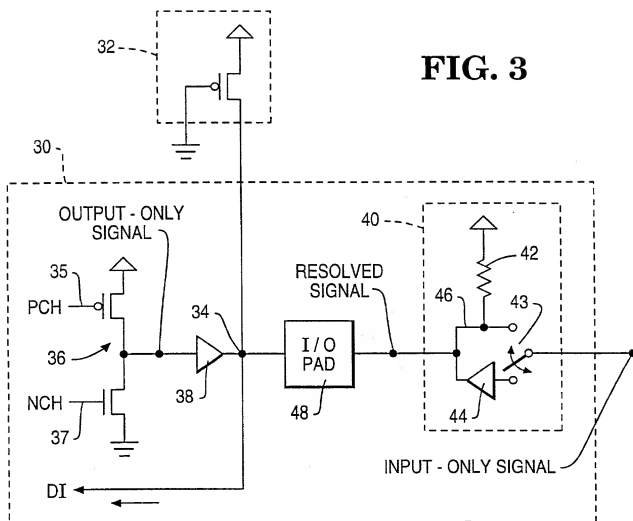 32
FIG. 3
30
OUTPUT - ONLY
SIGNAL
40
35
PCH
34
RESOLVED
SIGNAL
42
46
43
36
I / O
PAD
38
48
44
NCH
37
DI
INPUT - ONLY SIGNAL